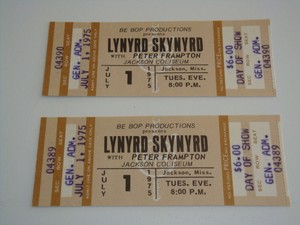 04390
GEN. ADM.
JULY 1, 1975
BE BOP PRODUCTIONS
presents
LYNYRD SKYNYRD
WITH PETER FRAMPTON
JACKSON COLISEUM
JULY 1 1975
Jackson, Miss.
TUES. EVE.
8:00 P.M.
$6.00
DAY OF SHOW
GEN. ADM.
04390
04389
GEN. ADM.
JULY 1, 1975
BE BOP PRODUCTIONS
presents
LYNYRD SKYNYRD
WITH PETER FRAMPTON
JACKSON COLISEUM
JULY 1 1975
Jackson, Miss.
TUES. EVE.
8:00 P.M.
$6.00
DAY OF SHOW
GEN. ADM.
04389